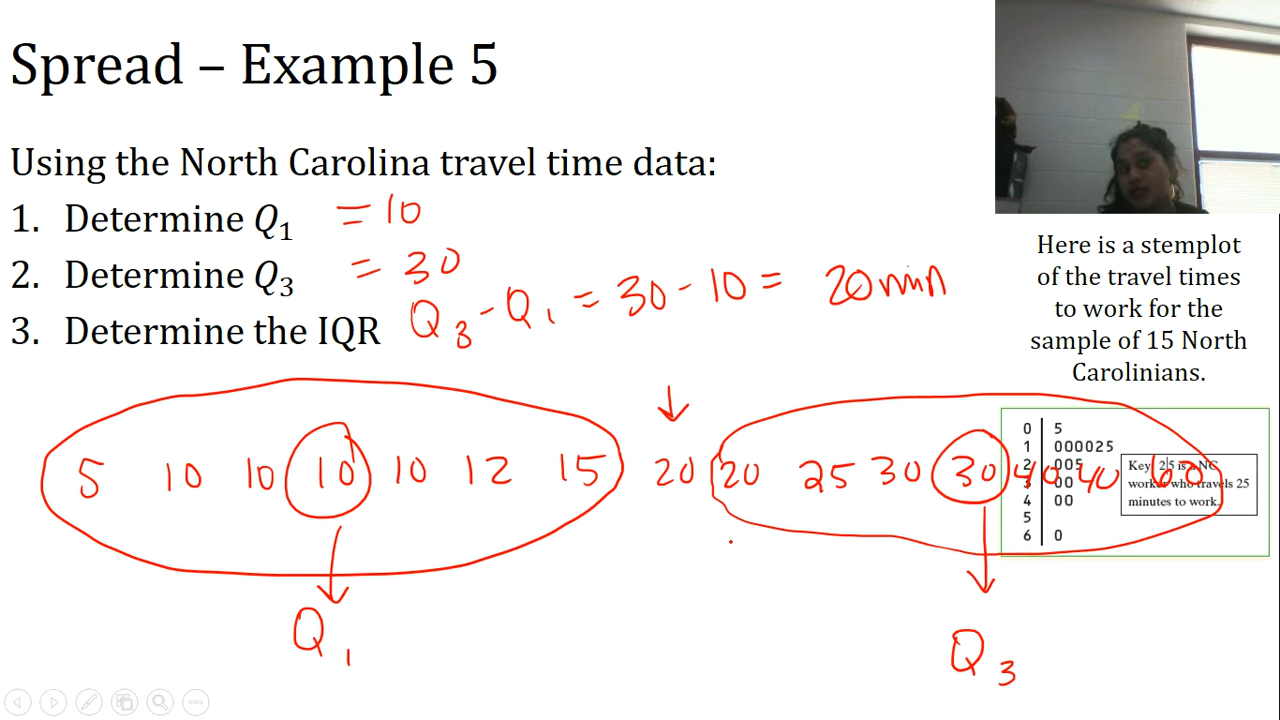 Spread – Example 5
Using the North Carolina travel time data:
1. Determine Q1 = 10
2. Determine Q3 = 30
3. Determine the IQR Q3 - Q1 = 30 - 10 = 20min
Here is a stemplot
of the travel times
to work for the
sample of 15 North
Carolinians.
5 10 10 10 10 12 15 20 20 25 30 30 40 40 60
0 | 5
1 | 000025
2 | 005
3 | 00
4 | 00
5 |
6 | 0
Key: 2|5 is a NC
worker who travels 25
minutes to work.
Q1
Q3